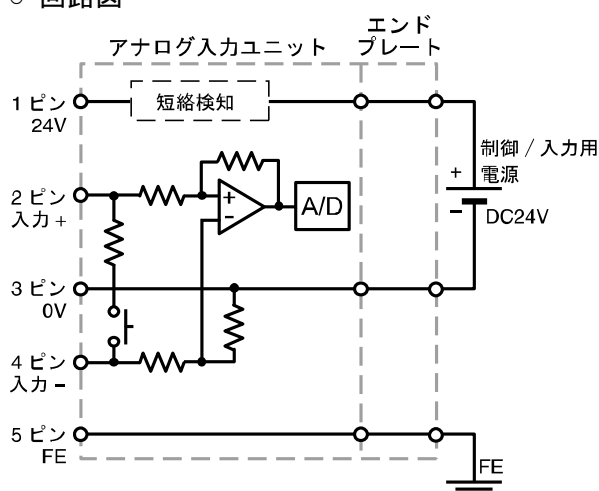 ○ 回路図
エンド
アナログ入力ユニット プレート
1 ピン
24V
短絡検知
制御 / 入力用
電源
+
−
DC24V
2 ピン
入力 +
+
−
A/D
3 ピン
0V
4 ピン
入力 −
5 ピン
FE
FE